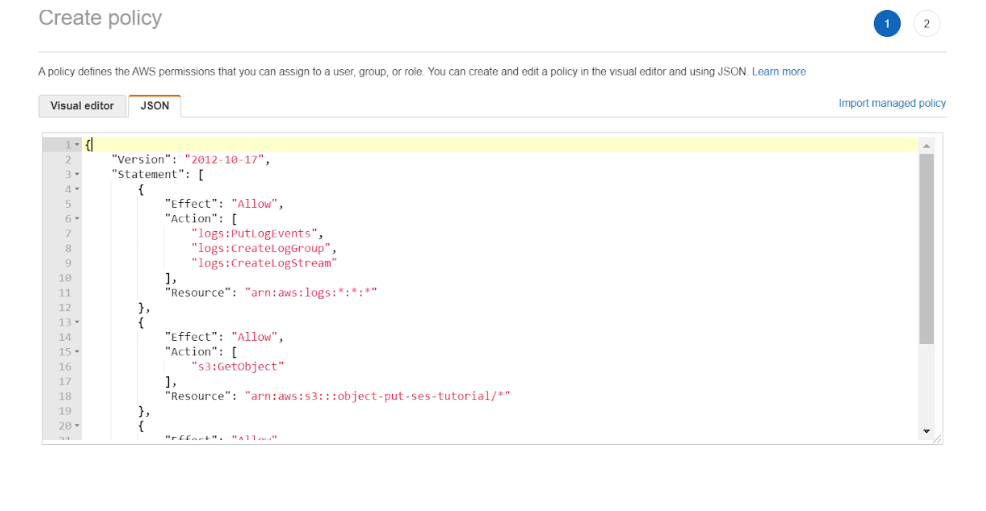 Create policy
1 2
A policy defines the AWS permissions that you can assign to a user, group, or role. You can create and edit a policy in the visual editor and using JSON. Learn more
Visual editor JSON
Import managed policy
1 {
2 "Version": "2012-10-17",
3 "Statement": [
4 {
5 "Effect": "Allow",
6 "Action": [
7 "logs:PutLogEvents",
8 "logs:CreateLogGroup",
9 "logs:CreateLogStream"
10 ],
11 "Resource": "arn:aws:logs:*:*:*"
12 },
13 {
14 "Effect": "Allow",
15 "Action": [
16 "s3:GetObject"
17 ],
18 "Resource": "arn:aws:s3:::object-put-ses-tutorial/*"
19 },
20 {
21 "Effect": "Allow"